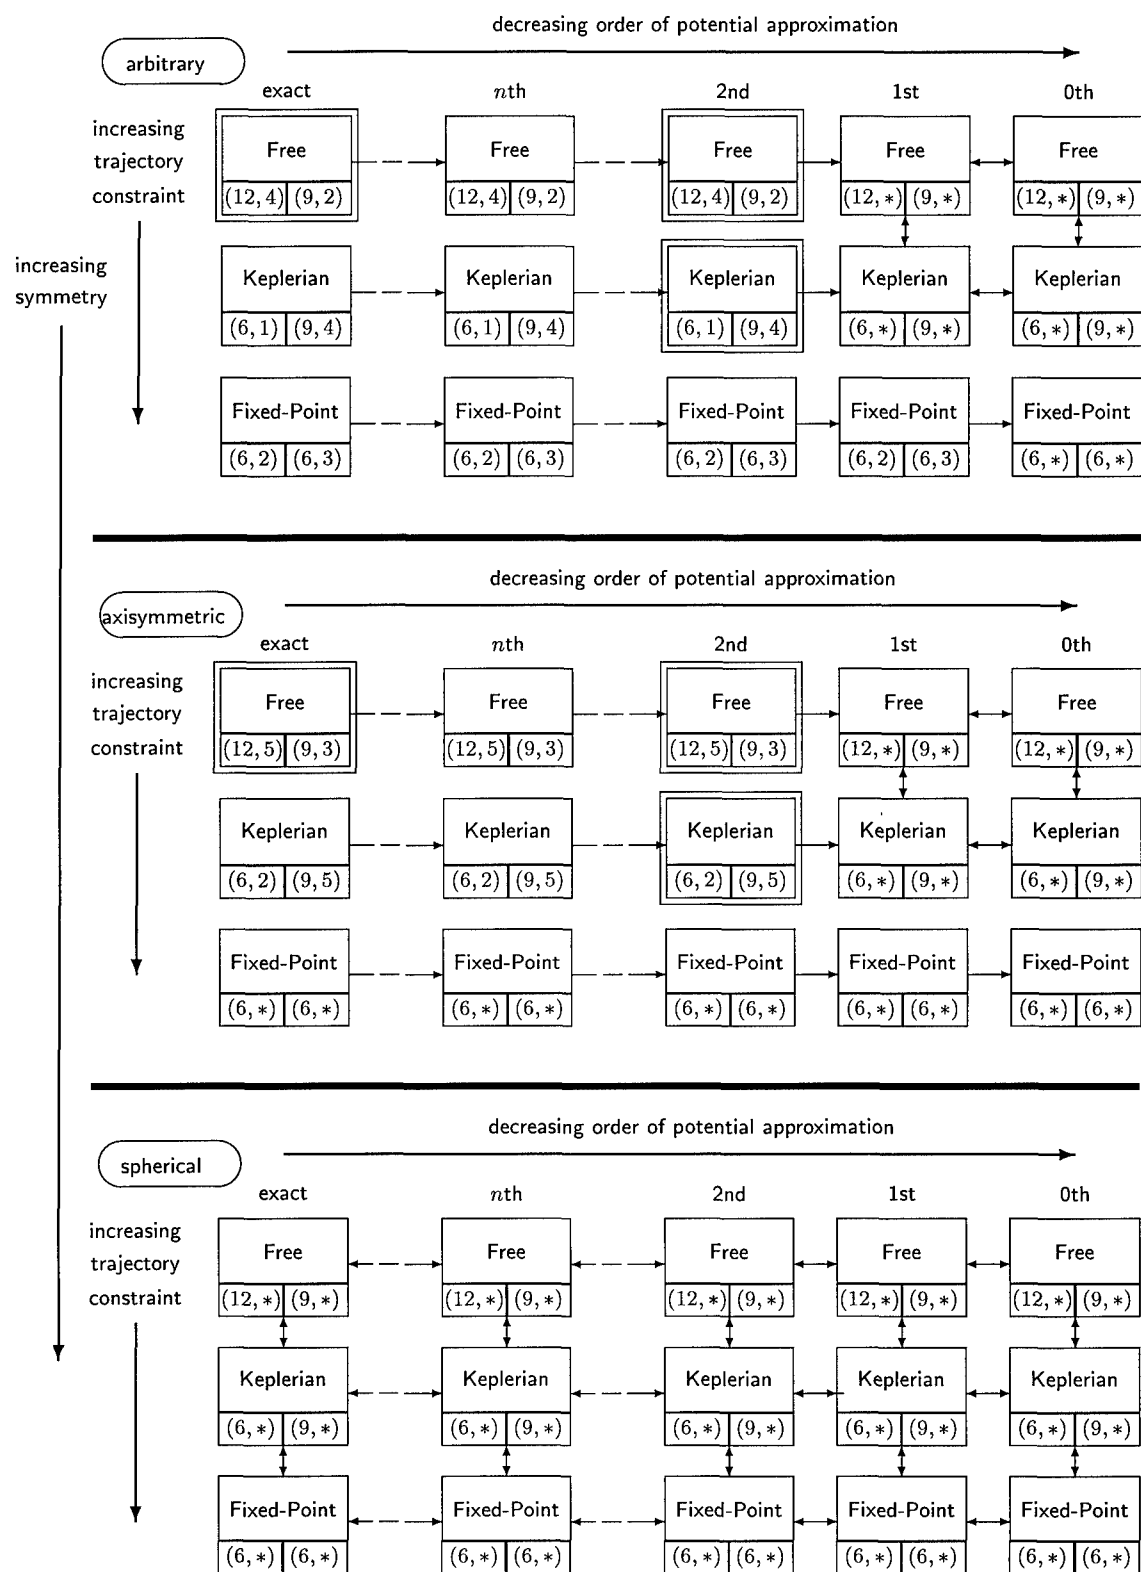 decreasing order of potential approximation
arbitrary
exact nth 2nd 1st 0th
increasing
trajectory
constraint
Free Free Free Free Free
(12, 4) (9, 2) (12, 4) (9, 2) (12, 4) (9, 2) (12, *) (9, *) (12, *) (9, *)
increasing
symmetry
Keplerian Keplerian Keplerian Keplerian Keplerian
(6, 1) (9, 4) (6, 1) (9, 4) (6, 1) (9, 4) (6, *) (9, *) (6, *) (9, *)
Fixed-Point Fixed-Point Fixed-Point Fixed-Point Fixed-Point
(6, 2) (6, 3) (6, 2) (6, 3) (6, 2) (6, 3) (6, 2) (6, 3) (6, *) (6, *)
decreasing order of potential approximation
axisymmetric
exact nth 2nd 1st 0th
increasing
trajectory
constraint
Free Free Free Free Free
(12, 5) (9, 3) (12, 5) (9, 3) (12, 5) (9, 3) (12, *) (9, *) (12, *) (9, *)
Keplerian Keplerian Keplerian Keplerian Keplerian
(6, 2) (9, 5) (6, 2) (9, 5) (6, 2) (9, 5) (6, *) (9, *) (6, *) (9, *)
Fixed-Point Fixed-Point Fixed-Point Fixed-Point Fixed-Point
(6, *) (6, *) (6, *) (6, *) (6, *) (6, *) (6, *) (6, *) (6, *) (6, *)
decreasing order of potential approximation
spherical
exact nth 2nd 1st 0th
increasing
trajectory
constraint
Free Free Free Free Free
(12, *) (9, *) (12, *) (9, *) (12, *) (9, *) (12, *) (9, *) (12, *) (9, *)
Keplerian Keplerian Keplerian Keplerian Keplerian
(6, *) (9, *) (6, *) (9, *) (6, *) (9, *) (6, *) (9, *) (6, *) (9, *)
Fixed-Point Fixed-Point Fixed-Point Fixed-Point Fixed-Point
(6, *) (6, *) (6, *) (6, *) (6, *) (6, *) (6, *) (6, *) (6, *) (6, *)